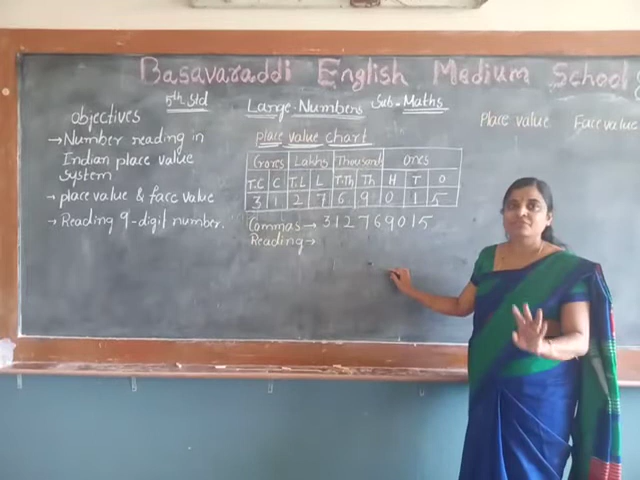 Basavaraddi English Medium School
5th std
Large Numbers
Sub - Maths
Objectives
→ Number reading in
Indian place value
system
→ place value & face value
→ Reading 9-digit number.
place value chart
Crores Lakhs Thousand Ones
T.C C T.L L T.Th Th H T O
3 1 2 7 6 9 0 1 5
Commas → 312769015
Reading →
Place value Face value